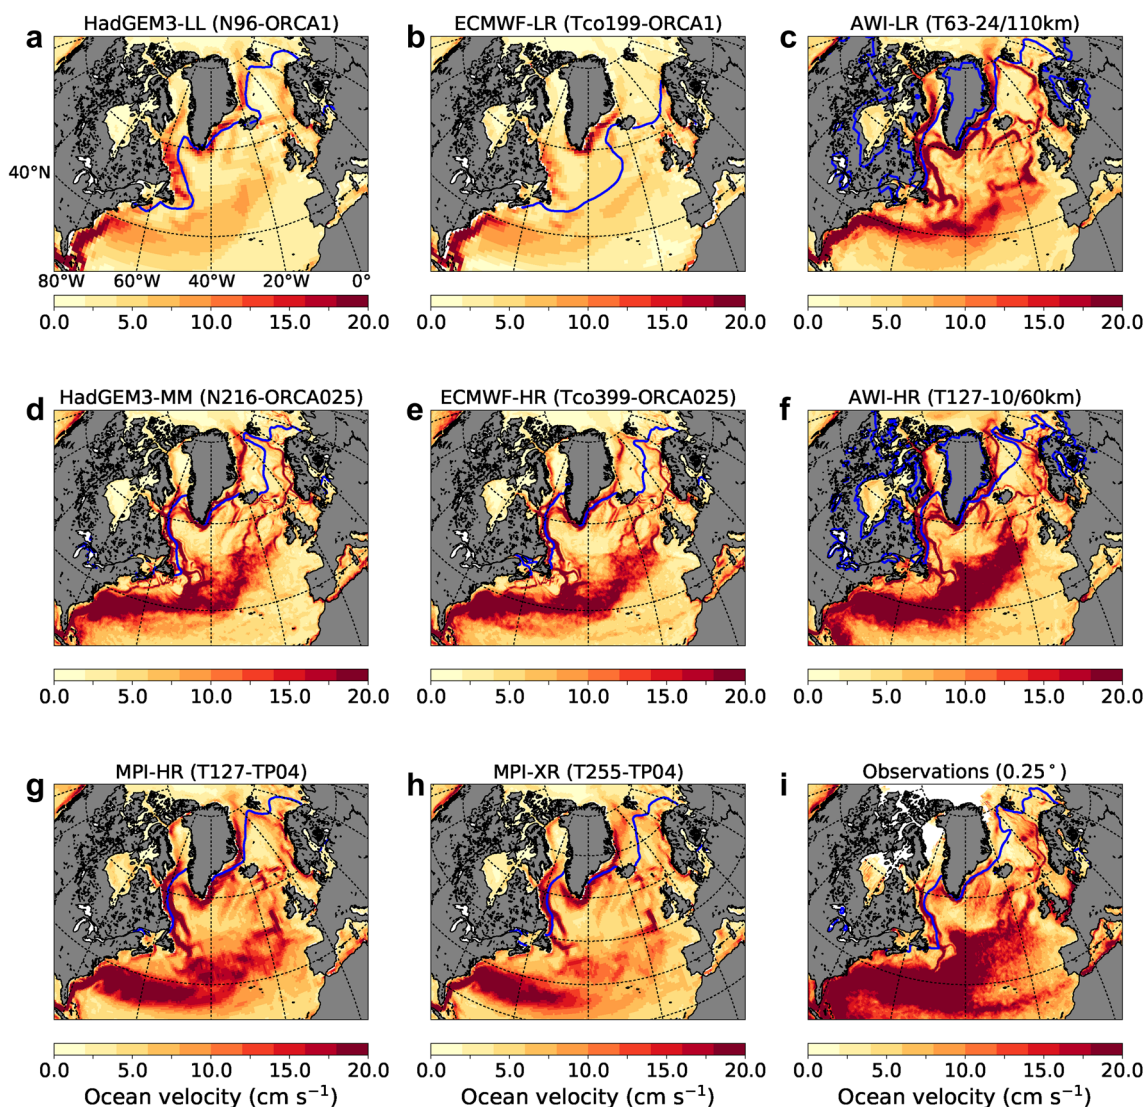 a HadGEM3-LL (N96-ORCA1)
b ECMWF-LR (Tco199-ORCA1)
c AWI-LR (T63-24/110km)
40°N
80°W 60°W 40°W 20°W 0°
0.0 5.0 10.0 15.0 20.0
0.0 5.0 10.0 15.0 20.0
0.0 5.0 10.0 15.0 20.0
d HadGEM3-MM (N216-ORCA025)
e ECMWF-HR (Tco399-ORCA025)
f AWI-HR (T127-10/60km)
0.0 5.0 10.0 15.0 20.0
0.0 5.0 10.0 15.0 20.0
0.0 5.0 10.0 15.0 20.0
g MPI-HR (T127-TP04)
h MPI-XR (T255-TP04)
i Observations (0.25°)
0.0 5.0 10.0 15.0 20.0
0.0 5.0 10.0 15.0 20.0
0.0 5.0 10.0 15.0 20.0
Ocean velocity (cm s⁻¹)
Ocean velocity (cm s⁻¹)
Ocean velocity (cm s⁻¹)